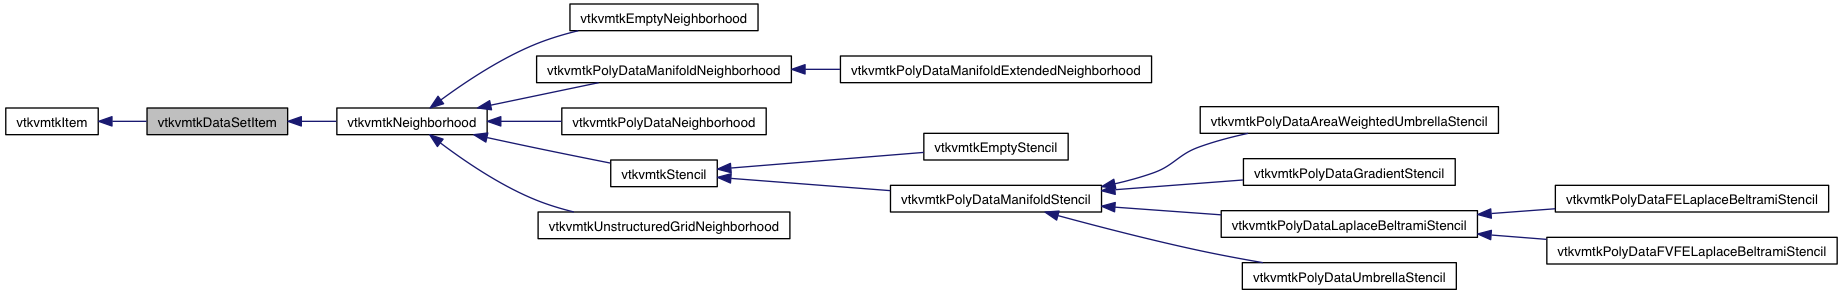 vtkvmtkEmptyNeighborhood
vtkvmtkPolyDataManifoldNeighborhood
vtkvmtkPolyDataManifoldExtendedNeighborhood
vtkvmtkItem
vtkvmtkDataSetItem
vtkvmtkNeighborhood
vtkvmtkPolyDataNeighborhood
vtkvmtkPolyDataAreaWeightedUmbrellaStencil
vtkvmtkEmptyStencil
vtkvmtkStencil
vtkvmtkPolyDataGradientStencil
vtkvmtkPolyDataManifoldStencil
vtkvmtkPolyDataFELaplaceBeltramiStencil
vtkvmtkUnstructuredGridNeighborhood
vtkvmtkPolyDataLaplaceBeltramiStencil
vtkvmtkPolyDataFVFELaplaceBeltramiStencil
vtkvmtkPolyDataUmbrellaStencil